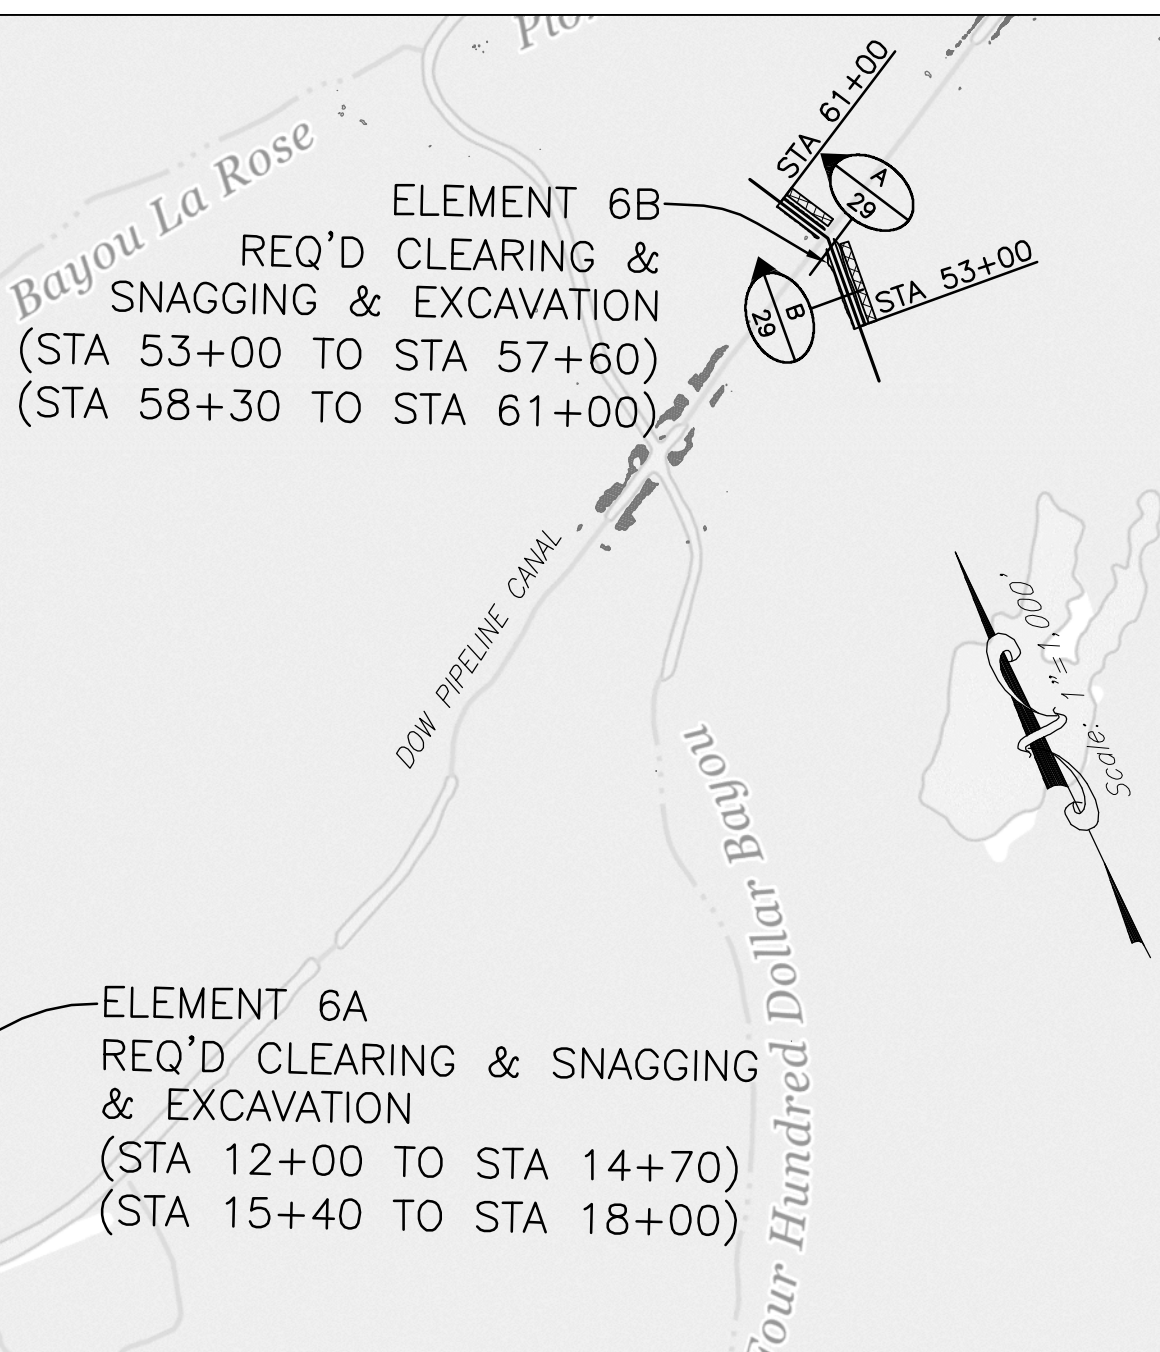 Bayou La Rose
STA 61+00
A
29
ELEMENT 6B
REQ'D CLEARING &
SNAGGING & EXCAVATION
(STA 53+00 TO STA 57+60)
(STA 58+30 TO STA 61+00)
STA 53+00
B
29
DOW PIPELINE CANAL
Scale: 1"=1,000'
Four Hundred Dollar Bayou
ELEMENT 6A
REQ'D CLEARING & SNAGGING
& EXCAVATION
(STA 12+00 TO STA 14+70)
(STA 15+40 TO STA 18+00)